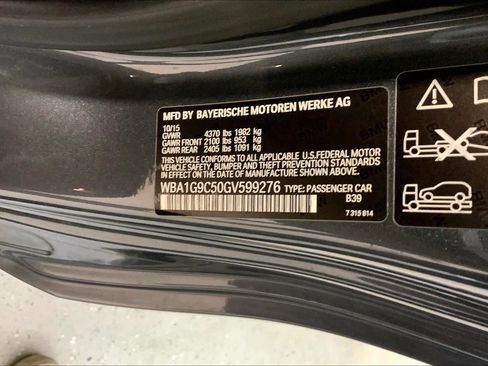 MFD BY BAYERISCHE MOTOREN WERKE AG
10/15
GVWR 4370 lbs 1982 kg
GAWR FRONT 2100 lbs 953 kg
GAWR REAR 2405 lbs 1091 kg
THIS CAR CONFORMS TO ALL APPLICABLE U.S.FEDERAL MOTOR
VEHICLE SAFETY, BUMPER AND THEFT PREVENTION STANDARDS
IN EFFECT ON THE DATE OF MANUFACTURE SHOWN ABOVE.
WBA1G9C50GV599276 TYPE: PASSENGER CAR
B39
7 315 814